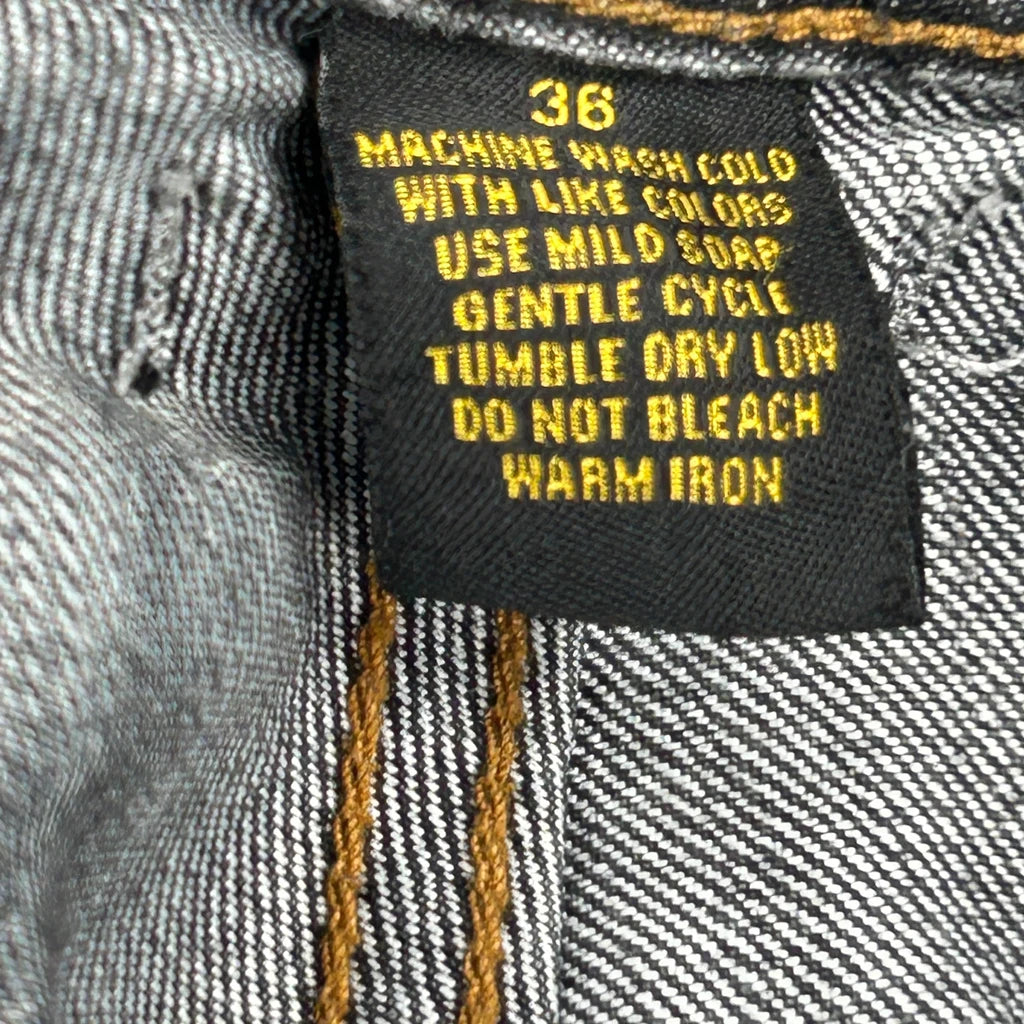 36
MACHINE WASH COLD
WITH LIKE COLORS
USE MILD SOAP
GENTLE CYCLE
TUMBLE DRY LOW
DO NOT BLEACH
WARM IRON